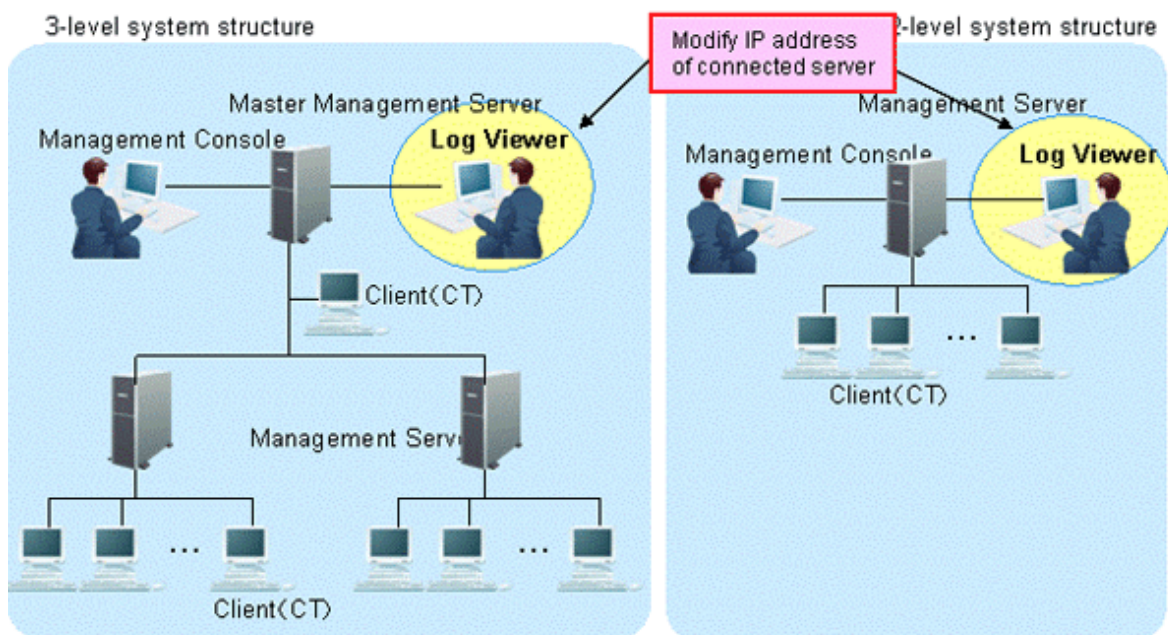 3-level system structure
Modify IP address
of connected server
2-level system structure
Master Management Server
Management Console
Log Viewer
Client(CT)
Management Serv
Client(CT)
Management Server
Management Console
Log Viewer
Client(CT)